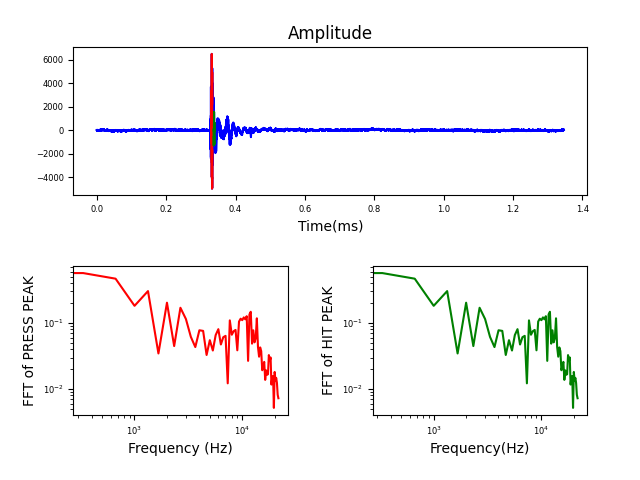 Amplitude
6000
4000
2000
0
−2000
−4000
0.0 0.2 0.4 0.6 0.8 1.0 1.2 1.4
Time(ms)
FFT of PRESS PEAK
10⁻¹
10⁻²
10³ 10⁴
Frequency (Hz)
FFT of HIT PEAK
10⁻¹
10⁻²
10³ 10⁴
Frequency(Hz)